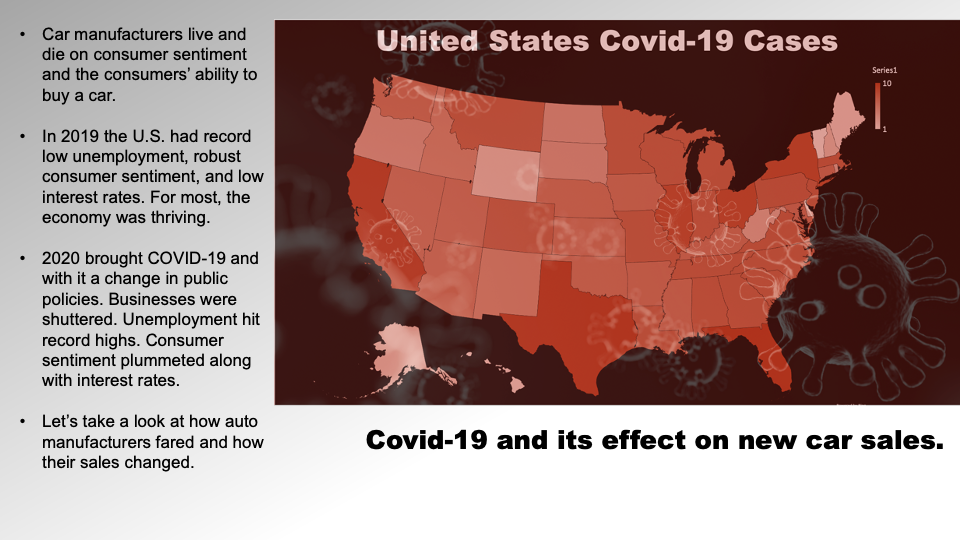 • Car manufacturers live and
die on consumer sentiment
and the consumers' ability to
buy a car.
• In 2019 the U.S. had record
low unemployment, robust
consumer sentiment, and low
interest rates. For most, the
economy was thriving.
• 2020 brought COVID-19 and
with it a change in public
policies. Businesses were
shuttered. Unemployment hit
record highs. Consumer
sentiment plummeted along
with interest rates.
• Let's take a look at how auto
manufacturers fared and how
their sales changed.
United States Covid-19 Cases
Series1
10
1
Covid-19 and its effect on new car sales.